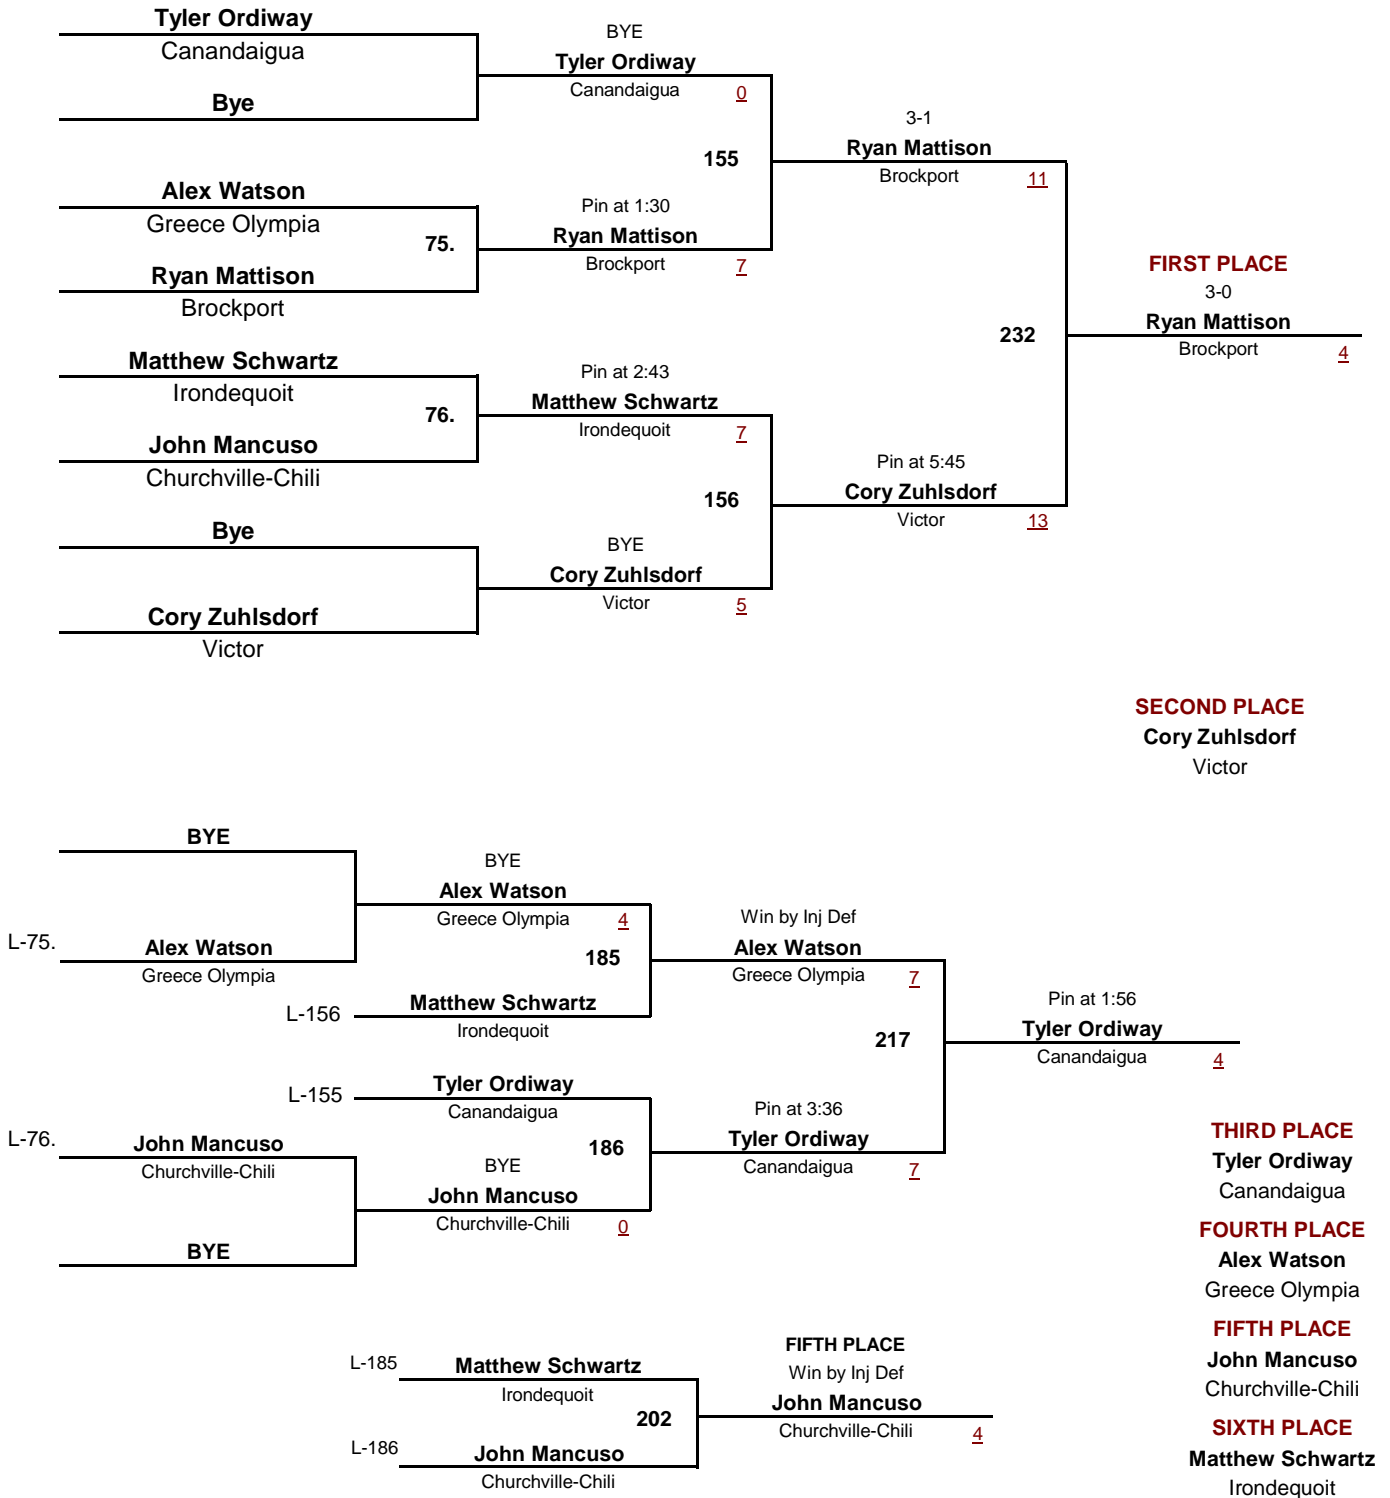 Tyler Ordiway
Canandaigua
Bye
BYE
Tyler Ordiway
Canandaigua 0
155
3-1
Ryan Mattison
Brockport 11
Alex Watson
Greece Olympia
75.
Ryan Mattison
Brockport
Pin at 1:30
Ryan Mattison
Brockport 7
FIRST PLACE
3-0
Ryan Mattison
Brockport 4
232
Matthew Schwartz
Irondequoit
76.
John Mancuso
Churchville-Chili
Pin at 2:43
Matthew Schwartz
Irondequoit 7
156
Pin at 5:45
Cory Zuhlsdorf
Victor 13
Bye
BYE
Cory Zuhlsdorf
Victor 5
Cory Zuhlsdorf
Victor
SECOND PLACE
Cory Zuhlsdorf
Victor
BYE
BYE
Alex Watson
Greece Olympia 4
L-75.
Alex Watson
Greece Olympia
185
Win by Inj Def
Alex Watson
Greece Olympia 7
L-156
Matthew Schwartz
Irondequoit
217
Pin at 1:56
Tyler Ordiway
Canandaigua 4
L-155
Tyler Ordiway
Canandaigua
L-76.
John Mancuso
Churchville-Chili
186
Pin at 3:36
Tyler Ordiway
Canandaigua 7
BYE
John Mancuso
Churchville-Chili 0
BYE
THIRD PLACE
Tyler Ordiway
Canandaigua
FOURTH PLACE
Alex Watson
Greece Olympia
FIFTH PLACE
John Mancuso
Churchville-Chili
SIXTH PLACE
Matthew Schwartz
Irondequoit
L-185
Matthew Schwartz
Irondequoit
202
L-186
John Mancuso
Churchville-Chili
FIFTH PLACE
Win by Inj Def
John Mancuso
Churchville-Chili 4